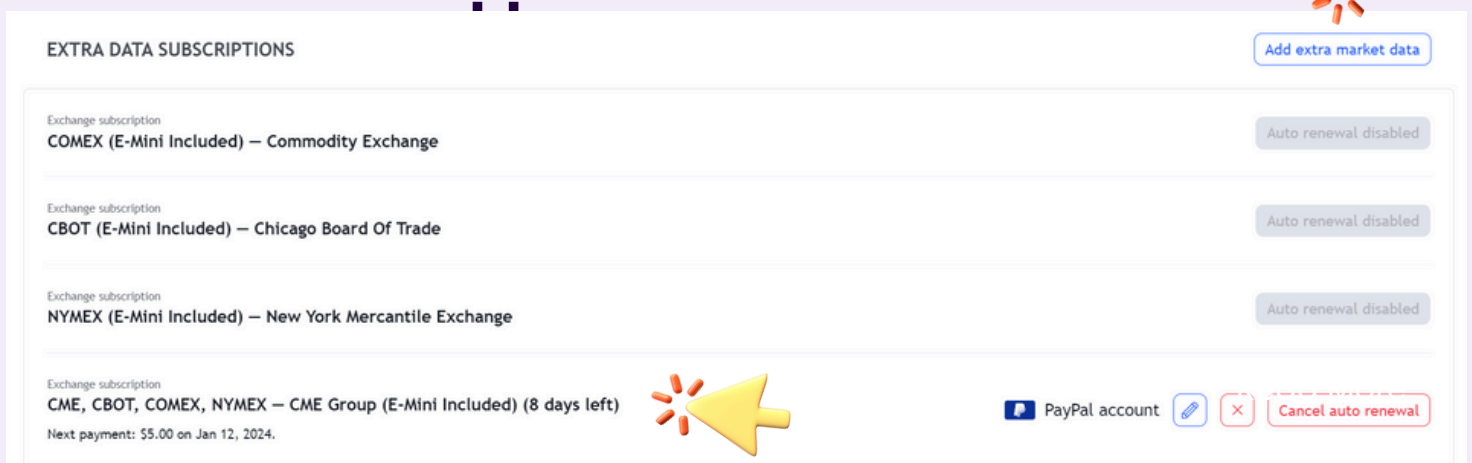 EXTRA DATA SUBSCRIPTIONS
Add extra market data
Exchange subscription
COMEX (E-Mini Included) — Commodity Exchange
Auto renewal disabled
Exchange subscription
CBOT (E-Mini Included) — Chicago Board Of Trade
Auto renewal disabled
Exchange subscription
NYMEX (E-Mini Included) — New York Mercantile Exchange
Auto renewal disabled
Exchange subscription
CME, CBOT, COMEX, NYMEX — CME Group (E-Mini Included) (8 days left)
PayPal account
Cancel auto renewal
Next payment: $5.00 on Jan 12, 2024.